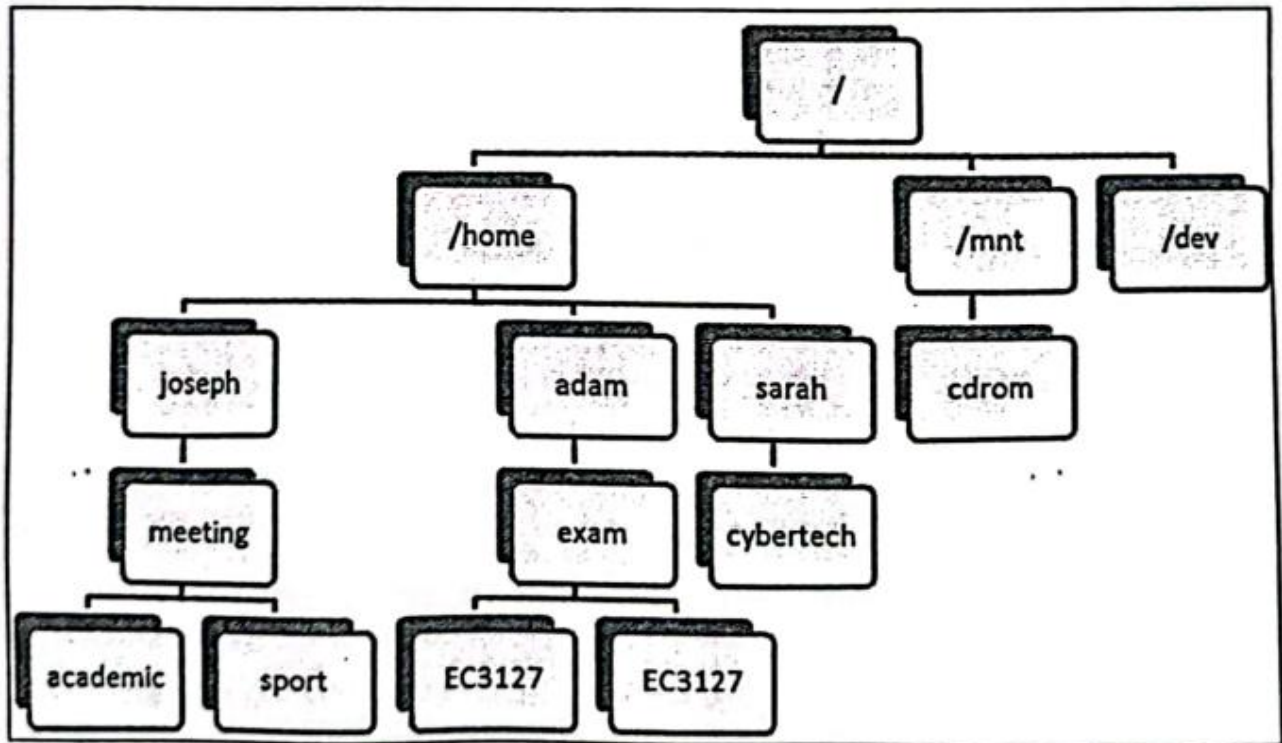 /
/home /mnt /dev
joseph adam sarah cdrom
meeting exam cybertech
academic sport EC3127 EC3127